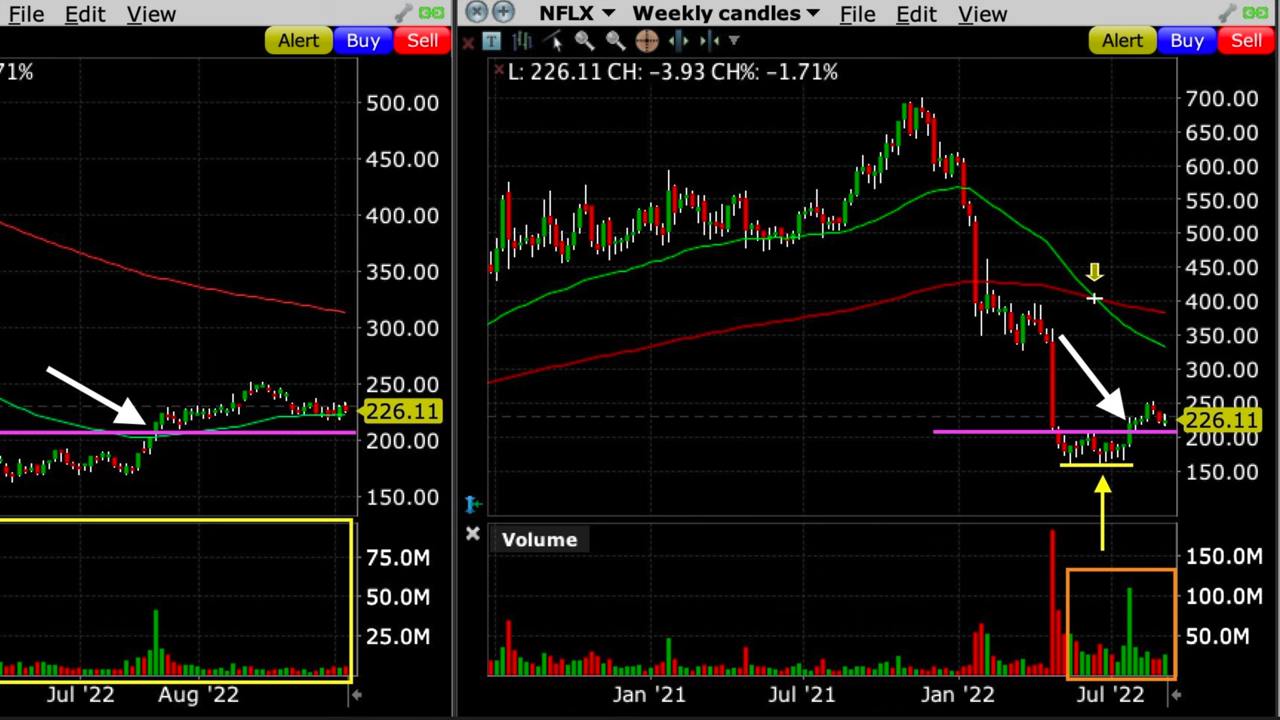 File Edit View
Alert Buy Sell
71%
500.00
450.00
400.00
350.00
300.00
250.00
226.11
200.00
150.00
75.0M
50.0M
25.0M
Jul '22 Aug '22
NFLX Weekly candles File Edit View
T
Alert Buy Sell
L: 226.11 CH: −3.93 CH%: −1.71%
700.00
650.00
600.00
550.00
500.00
450.00
400.00
350.00
300.00
250.00
226.11
200.00
150.00
Volume
150.0M
100.0M
50.0M
Jan '21 Jul '21 Jan '22 Jul '22